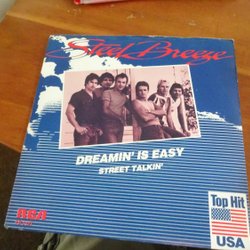 Steel Breeze
DREAMIN' IS EASY
STREET TALKIN'
RCA
Top Hit
USA